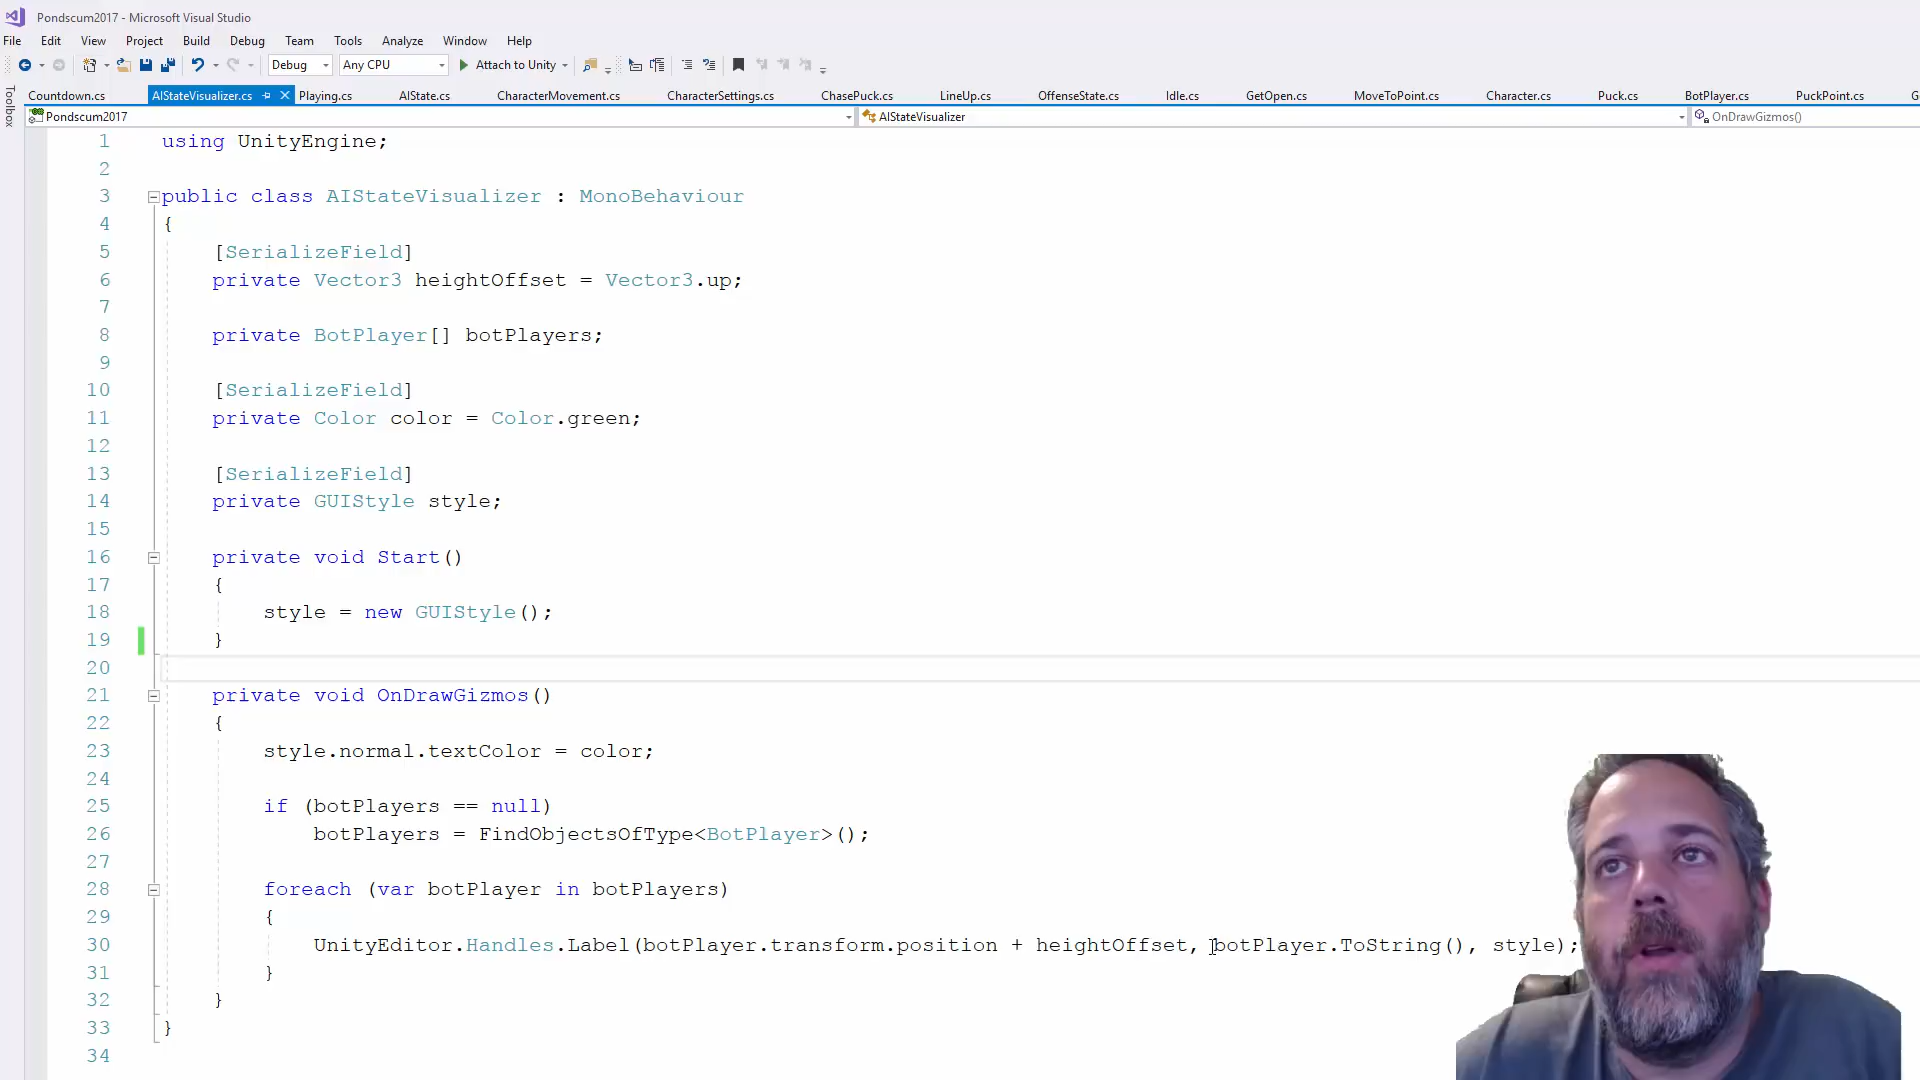 Pondscum2017 - Microsoft Visual Studio
File Edit View Project Build Debug Team Tools Analyze Window Help
Debug Any CPU Attach to Unity
Toolbox
Countdown.cs AIStateVisualizer.cs Playing.cs AIState.cs CharacterMovement.cs CharacterSettings.cs ChasePuck.cs LineUp.cs OffenseState.cs Idle.cs GetOpen.cs MoveToPoint.cs Character.cs Puck.cs BotPlayer.cs PuckPoint.cs
Pondscum2017 AIStateVisualizer OnDrawGizmos()
1 using UnityEngine;
2
3 public class AIStateVisualizer : MonoBehaviour
4 {
5 [SerializeField]
6 private Vector3 heightOffset = Vector3.up;
7
8 private BotPlayer[] botPlayers;
9
10 [SerializeField]
11 private Color color = Color.green;
12
13 [SerializeField]
14 private GUIStyle style;
15
16 private void Start()
17 {
18 style = new GUIStyle();
19 }
20
21 private void OnDrawGizmos()
22 {
23 style.normal.textColor = color;
24
25 if (botPlayers == null)
26 botPlayers = FindObjectsOfType<BotPlayer>();
27
28 foreach (var botPlayer in botPlayers)
29 {
30 UnityEditor.Handles.Label(botPlayer.transform.position + heightOffset, botPlayer.ToString(), style);
31 }
32 }
33 }
34